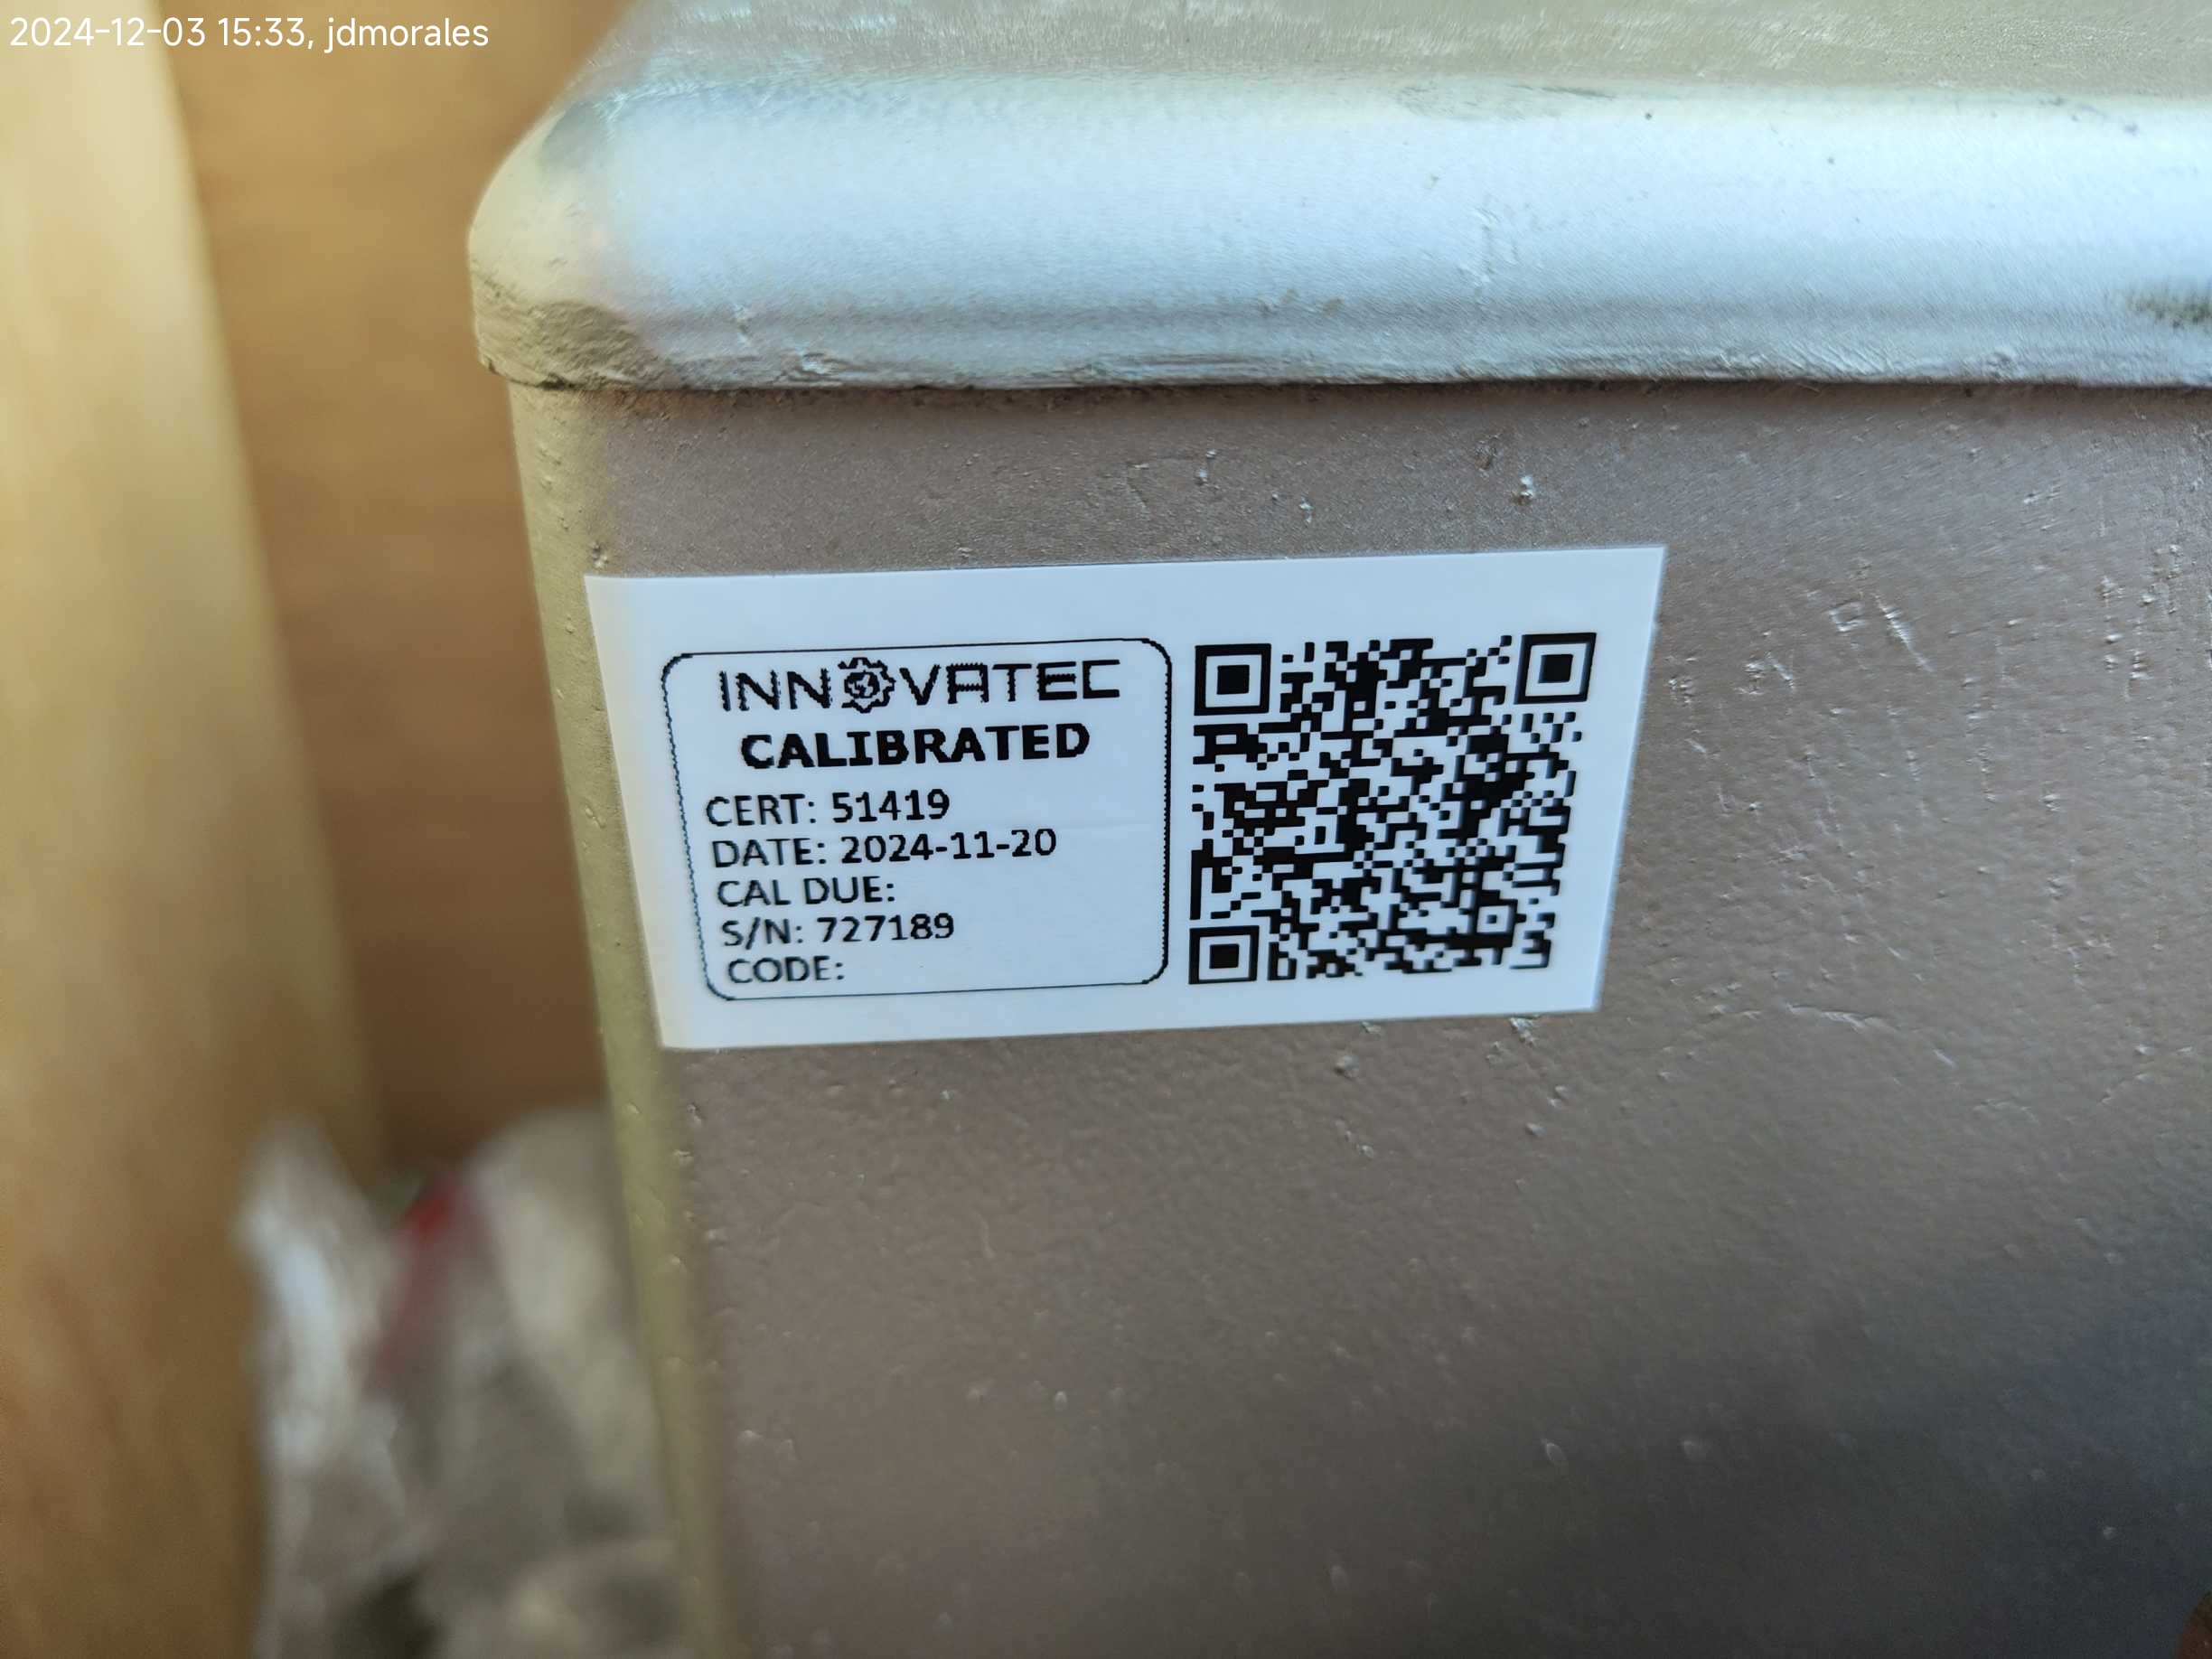 2024-12-03 15:33, jdmorales
INNOVATEC
CALIBRATED
CERT: 51419
DATE: 2024-11-20
CAL DUE:
S/N: 727189
CODE: